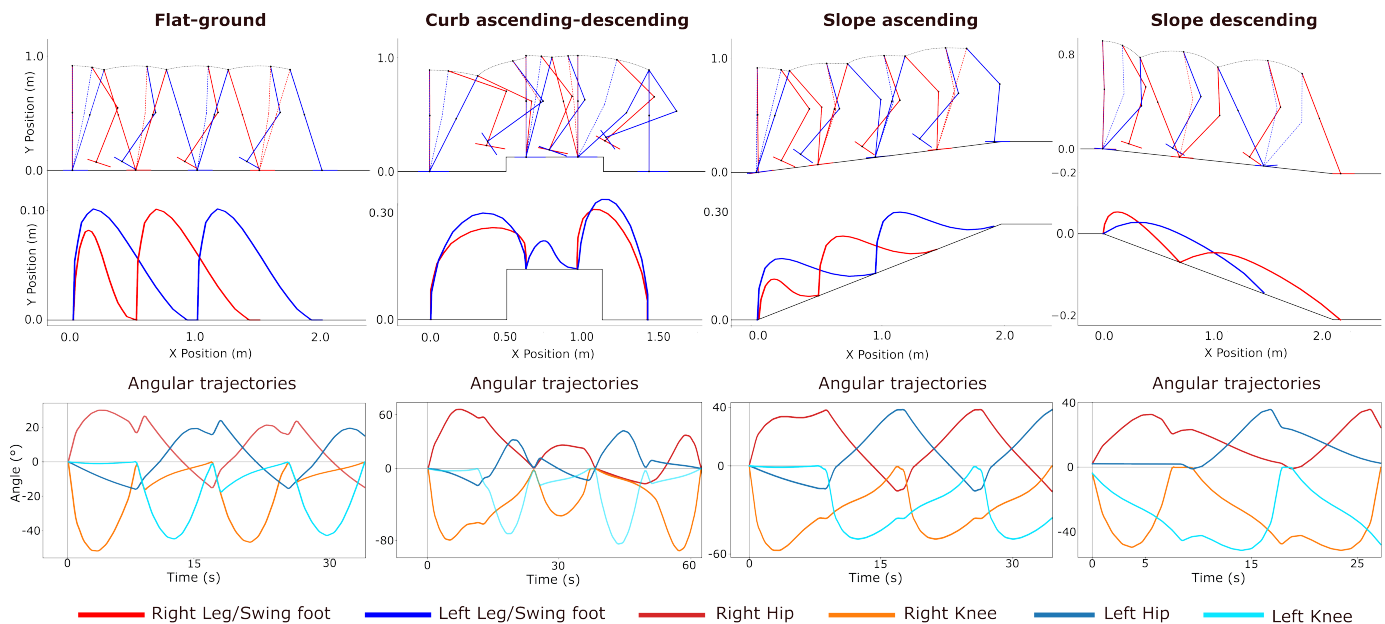 Flat-ground
Curb ascending-descending
Slope ascending
Slope descending
Y Position (m)
1.0
0.0
1.0
0.0
1.0
0.0
0.8
0.0
−0.2
Y Position (m)
0.10
0.0
0.30
0.0
0.30
0.0
0.0
−0.2
0.0 1.0 2.0
0.0 0.50 1.00 1.50
0.0 1.0 2.0
0.0 1.0 2.0
X Position (m)
X Position (m)
X Position (m)
X Position (m)
Angular trajectories
Angular trajectories
Angular trajectories
Angular trajectories
Angle (°)
20
0
-20
-40
60
0
-80
40
0
-60
40
0
-40
0 15 30
0 30 60
0 15 30
0 5 15 25
Time (s)
Time (s)
Time (s)
Time (s)
Right Leg/Swing foot
Left Leg/Swing foot
Right Hip
Right Knee
Left Hip
Left Knee